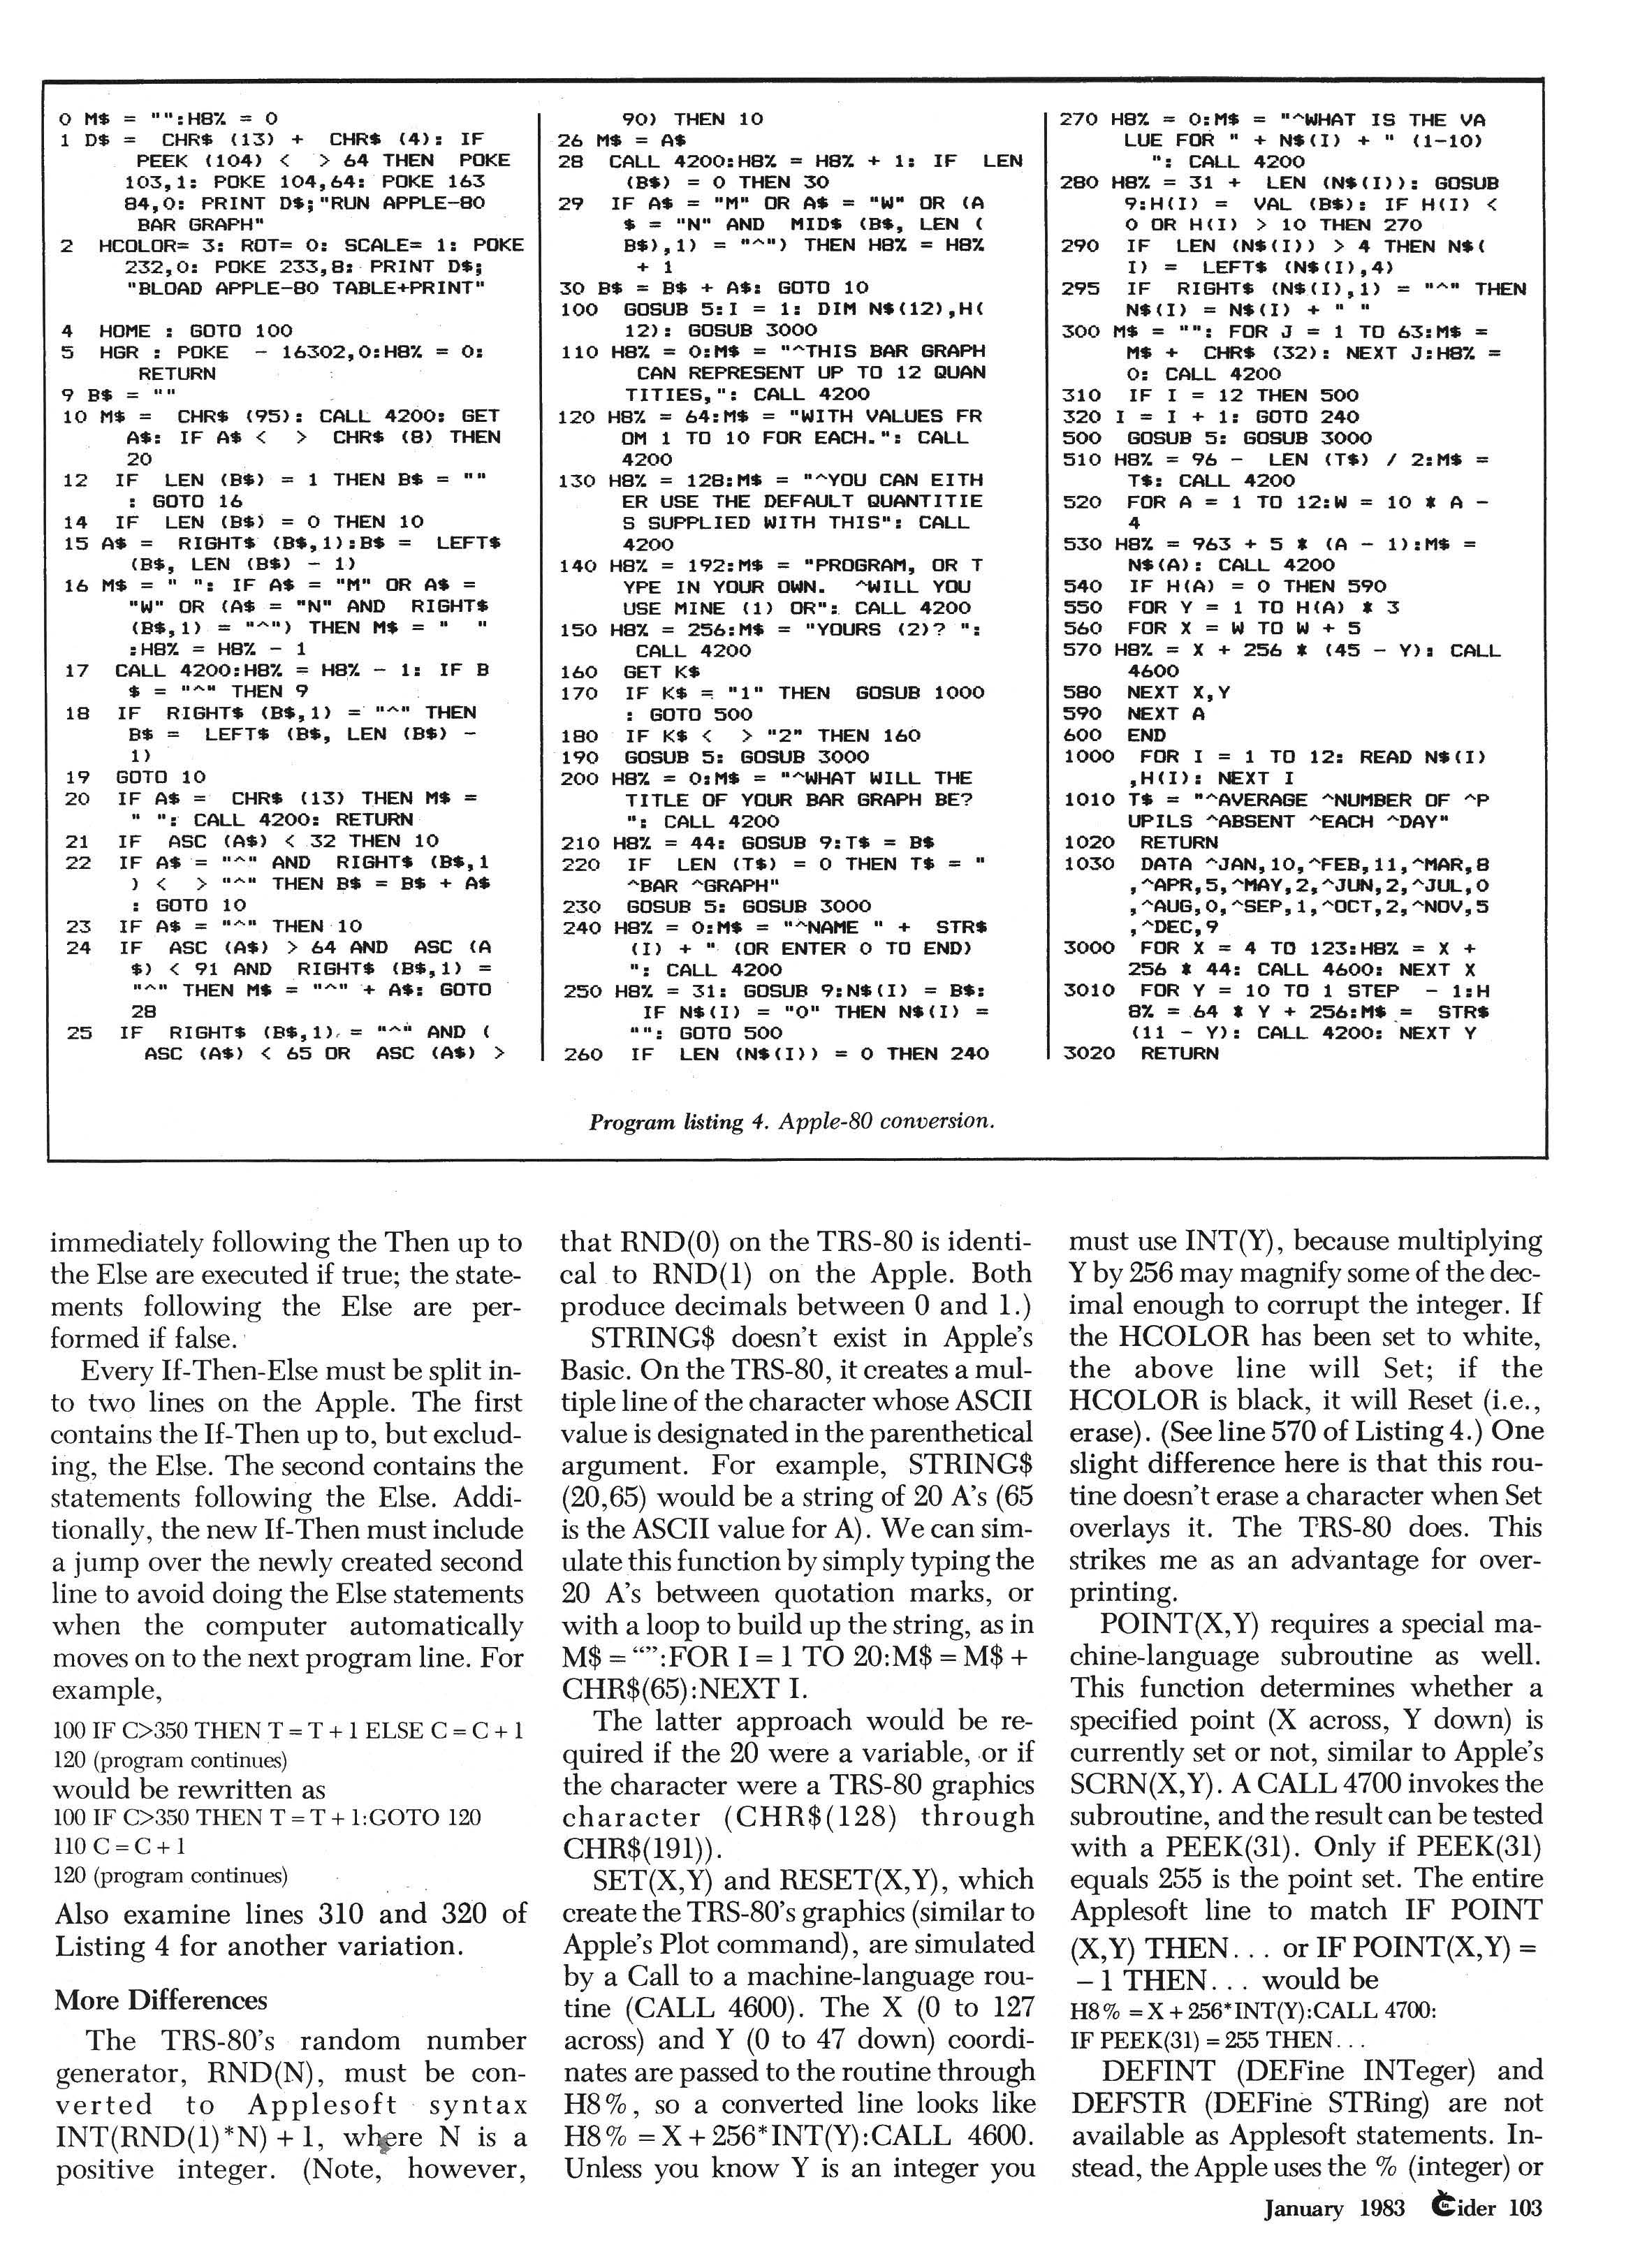 0 M$ = "":H8% = 0
1 D$ = CHR$ (13) + CHR$ (4): IF
PEEK (104) < > 64 THEN POKE
103,1: POKE 104,64: POKE 163
84,0: PRINT D$;"RUN APPLE-80
BAR GRAPH"
2 HCOLOR= 3: ROT= 0: SCALE= 1: POKE
232,0: POKE 233,8: PRINT D$;
"BLOAD APPLE-80 TABLE+PRINT"
4 HOME : GOTO 100
5 HGR : POKE - 16302,0:H8% = 0:
RETURN
9 B$ = ""
10 M$ = CHR$ (95): CALL 4200: GET
A$: IF A$ < > CHR$ (8) THEN
20
12 IF LEN (B$) = 1 THEN B$ = ""
: GOTO 16
14 IF LEN (B$) = 0 THEN 10
15 A$ = RIGHT$ (B$,1):B$ = LEFT$
(B$, LEN (B$) - 1)
16 M$ = " ": IF A$ = "M" OR A$ =
"W" OR (A$ = "N" AND RIGHT$
(B$,1) = "^") THEN M$ = "  "
:H8% = H8% - 1
17 CALL 4200:H8% = H8% - 1: IF B
$ = "^" THEN 9
18 IF RIGHT$ (B$,1) = "^" THEN
B$ = LEFT$ (B$, LEN (B$) -
1)
19 GOTO 10
20 IF A$ = CHR$ (13) THEN M$ =
" ": CALL 4200: RETURN
21 IF ASC (A$) < 32 THEN 10
22 IF A$ = "^" AND RIGHT$ (B$,1
) < > "^" THEN B$ = B$ + A$
: GOTO 10
23 IF A$ = "^" THEN 10
24 IF ASC (A$) > 64 AND ASC (A
$) < 91 AND RIGHT$ (B$,1) =
"^" THEN M$ = "^" + A$: GOTO
28
25 IF RIGHT$ (B$,1) = "^" AND (
ASC (A$) < 65 OR ASC (A$) >
90) THEN 10
26 M$ = A$
28 CALL 4200:H8% = H8% + 1: IF LEN
(B$) = 0 THEN 30
29 IF A$ = "M" OR A$ = "W" OR (A
$ = "N" AND MID$ (B$, LEN (
B$),1) = "^") THEN H8% = H8%
+ 1
30 B$ = B$ + A$: GOTO 10
100 GOSUB 5:I = 1: DIM N$(12),H(
12): GOSUB 3000
110 H8% = 0:M$ = "^THIS BAR GRAPH
CAN REPRESENT UP TO 12 QUAN
TITIES,": CALL 4200
120 H8% = 64:M$ = "WITH VALUES FR
OM 1 TO 10 FOR EACH.": CALL
4200
130 H8% = 128:M$ = "^YOU CAN EITH
ER USE THE DEFAULT QUANTITIE
S SUPPLIED WITH THIS": CALL
4200
140 H8% = 192:M$ = "PROGRAM, OR T
YPE IN YOUR OWN. ^WILL YOU
USE MINE (1) OR": CALL 4200
150 H8% = 256:M$ = "YOURS (2)? ":
CALL 4200
160 GET K$
170 IF K$ = "1" THEN GOSUB 1000
: GOTO 500
180 IF K$ < > "2" THEN 160
190 GOSUB 5: GOSUB 3000
200 H8% = 0:M$ = "^WHAT WILL THE
TITLE OF YOUR BAR GRAPH BE?
": CALL 4200
210 H8% = 44: GOSUB 9:T$ = B$
220 IF LEN (T$) = 0 THEN T$ = "
^BAR ^GRAPH"
230 GOSUB 5: GOSUB 3000
240 H8% = 0:M$ = "^NAME " + STR$
(I) + " (OR ENTER 0 TO END)
": CALL 4200
250 H8% = 31: GOSUB 9:N$(I) = B$:
IF N$(I) = "0" THEN N$(I) =
"": GOTO 500
260 IF LEN (N$(I)) = 0 THEN 240
270 H8% = 0:M$ = "^WHAT IS THE VA
LUE FOR " + N$(I) + " (1-10)
": CALL 4200
280 H8% = 31 + LEN (N$(I)): GOSUB
9:H(I) = VAL (B$): IF H(I) <
0 OR H(I) > 10 THEN 270
290 IF LEN (N$(I)) > 4 THEN N$(
I) = LEFT$ (N$(I),4)
295 IF RIGHT$ (N$(I),1) = "^" THEN
N$(I) = N$(I) + " "
300 M$ = "": FOR J = 1 TO 63:M$ =
M$ + CHR$ (32): NEXT J:H8% =
0: CALL 4200
310 IF I = 12 THEN 500
320 I = I + 1: GOTO 240
500 GOSUB 5: GOSUB 3000
510 H8% = 96 - LEN (T$) / 2:M$ =
T$: CALL 4200
520 FOR A = 1 TO 12:W = 10 * A -
4
530 H8% = 963 + 5 * (A - 1):M$ =
N$(A): CALL 4200
540 IF H(A) = 0 THEN 590
550 FOR Y = 1 TO H(A) * 3
560 FOR X = W TO W + 5
570 H8% = X + 256 * (45 - Y): CALL
4600
580 NEXT X,Y
590 NEXT A
600 END
1000 FOR I = 1 TO 12: READ N$(I)
,H(I): NEXT I
1010 T$ = "^AVERAGE ^NUMBER OF ^P
UPILS ^ABSENT ^EACH ^DAY"
1020 RETURN
1030 DATA ^JAN,10,^FEB,11,^MAR,8
,^APR,5,^MAY,2,^JUN,2,^JUL,0
,^AUG,0,^SEP,1,^OCT,2,^NOV,5
,^DEC,9
3000 FOR X = 4 TO 123:H8% = X +
256 * 44: CALL 4600: NEXT X
3010 FOR Y = 10 TO 1 STEP - 1:H
8% = 64 * Y + 256:M$ = STR$
(11 - Y): CALL 4200: NEXT Y
3020 RETURN
Program listing 4. Apple-80 conversion.
immediately following the Then up to
the Else are executed if true; the state-
ments following the Else are per-
formed if false.
Every If-Then-Else must be split in-
to two lines on the Apple. The first
contains the If-Then up to, but exclud-
ing, the Else. The second contains the
statements following the Else. Addi-
tionally, the new If-Then must include
a jump over the newly created second
line to avoid doing the Else statements
when the computer automatically
moves on to the next program line. For
example,
100 IF C>350 THEN T = T + 1 ELSE C = C + 1
120 (program continues)
would be rewritten as
100 IF C>350 THEN T = T + 1:GOTO 120
110 C = C + 1
120 (program continues)
Also examine lines 310 and 320 of
Listing 4 for another variation.
More Differences
The TRS-80's random number
generator, RND(N), must be con-
verted to Applesoft syntax
INT(RND(1)*N) + 1, where N is a
positive integer. (Note, however,
that RND(0) on the TRS-80 is identi-
cal to RND(1) on the Apple. Both
produce decimals between 0 and 1.)
STRING$ doesn't exist in Apple's
Basic. On the TRS-80, it creates a mul-
tiple line of the character whose ASCII
value is designated in the parenthetical
argument. For example, STRING$
(20,65) would be a string of 20 A's (65
is the ASCII value for A). We can sim-
ulate this function by simply typing the
20 A's between quotation marks, or
with a loop to build up the string, as in
M$ = “”:FOR I = 1 TO 20:M$ = M$ +
CHR$(65):NEXT I.
The latter approach would be re-
quired if the 20 were a variable, or if
the character were a TRS-80 graphics
character (CHR$(128) through
CHR$(191)).
SET(X,Y) and RESET(X,Y), which
create the TRS-80's graphics (similar to
Apple's Plot command), are simulated
by a Call to a machine-language rou-
tine (CALL 4600). The X (0 to 127
across) and Y (0 to 47 down) coordi-
nates are passed to the routine through
H8%, so a converted line looks like
H8% = X + 256*INT(Y):CALL 4600.
Unless you know Y is an integer you
must use INT(Y), because multiplying
Y by 256 may magnify some of the dec-
imal enough to corrupt the integer. If
the HCOLOR has been set to white,
the above line will Set; if the
HCOLOR is black, it will Reset (i.e.,
erase). (See line 570 of Listing 4.) One
slight difference here is that this rou-
tine doesn't erase a character when Set
overlays it. The TRS-80 does. This
strikes me as an advantage for over-
printing.
POINT(X,Y) requires a special ma-
chine-language subroutine as well.
This function determines whether a
specified point (X across, Y down) is
currently set or not, similar to Apple's
SCRN(X,Y). A CALL 4700 invokes the
subroutine, and the result can be tested
with a PEEK(31). Only if PEEK(31)
equals 255 is the point set. The entire
Applesoft line to match IF POINT
(X,Y) THEN. . . or IF POINT(X,Y) =
– 1 THEN. . . would be
H8% = X + 256*INT(Y):CALL 4700:
IF PEEK(31) = 255 THEN. . .
DEFINT (DEFine INTeger) and
DEFSTR (DEFine STRing) are not
available as Applesoft statements. In-
stead, the Apple uses the % (integer) or
January 1983 inCider 103